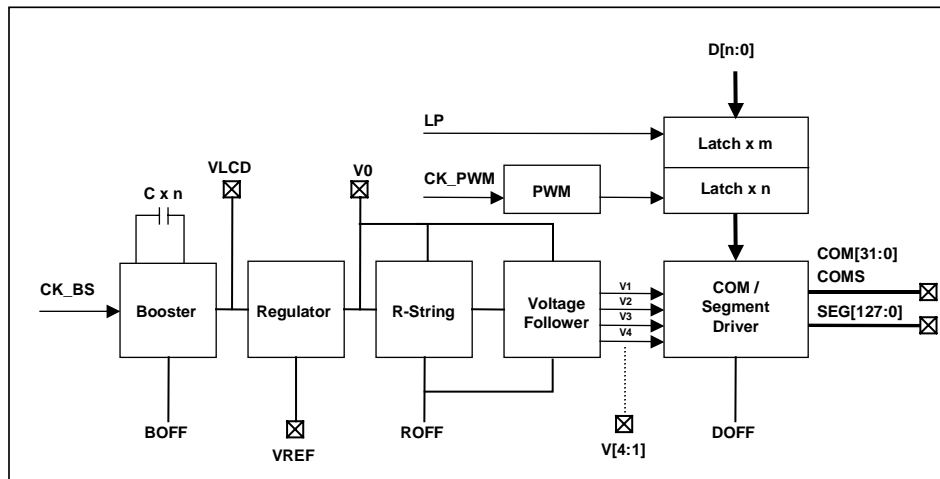 D[n:0]
LP
Latch x m
VLCD
V0
CK_PWM
PWM
Latch x n
C x n
COM[31:0]
COMS
CK_BS
Booster
Regulator
R-String
Voltage
Follower
V1
V2
V3
V4
COM /
Segment
Driver
SEG[127:0]
BOFF
VREF
ROFF
V[4:1]
DOFF